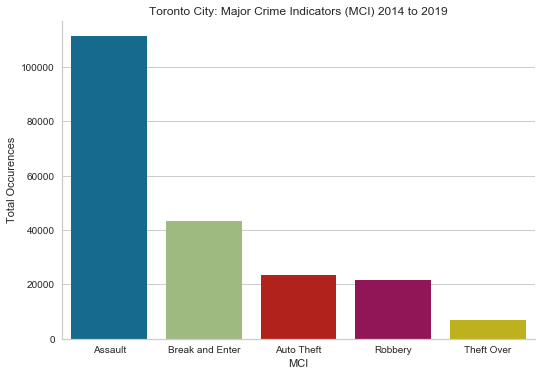 Toronto City: Major Crime Indicators (MCI) 2014 to 2019
Total Occurences
100000
80000
60000
40000
20000
0
Assault
Break and Enter
Auto Theft
Robbery
Theft Over
MCI